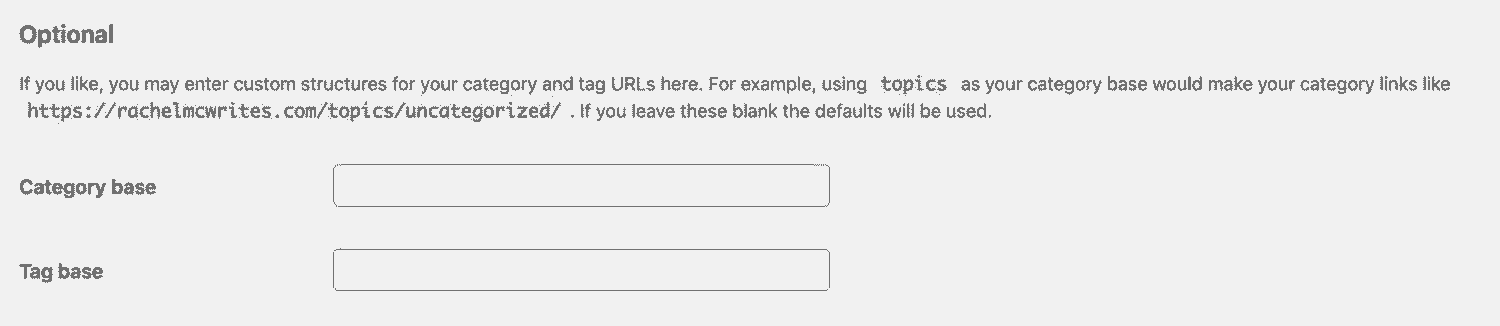 Optional
If you like, you may enter custom structures for your category and tag URLs here. For example, using topics as your category base would make your category links like
https://rachelmcwrites.com/topics/uncategorized/ . If you leave these blank the defaults will be used.
Category base
Tag base